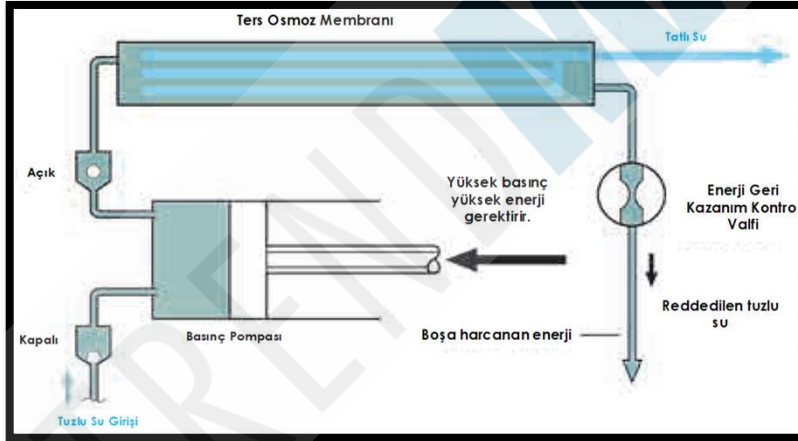 Ters Osmoz Membranı
Tatlı Su
Açık
Yüksek basınç
yüksek enerji
gerektirir.
Enerji Geri
Kazanım Kontro
Valfi
Reddedilen tuzlu
su
Kapalı
Basınç Pompası
Boşa harcanan enerji
Tuzlu Su Girişi
TRENDM